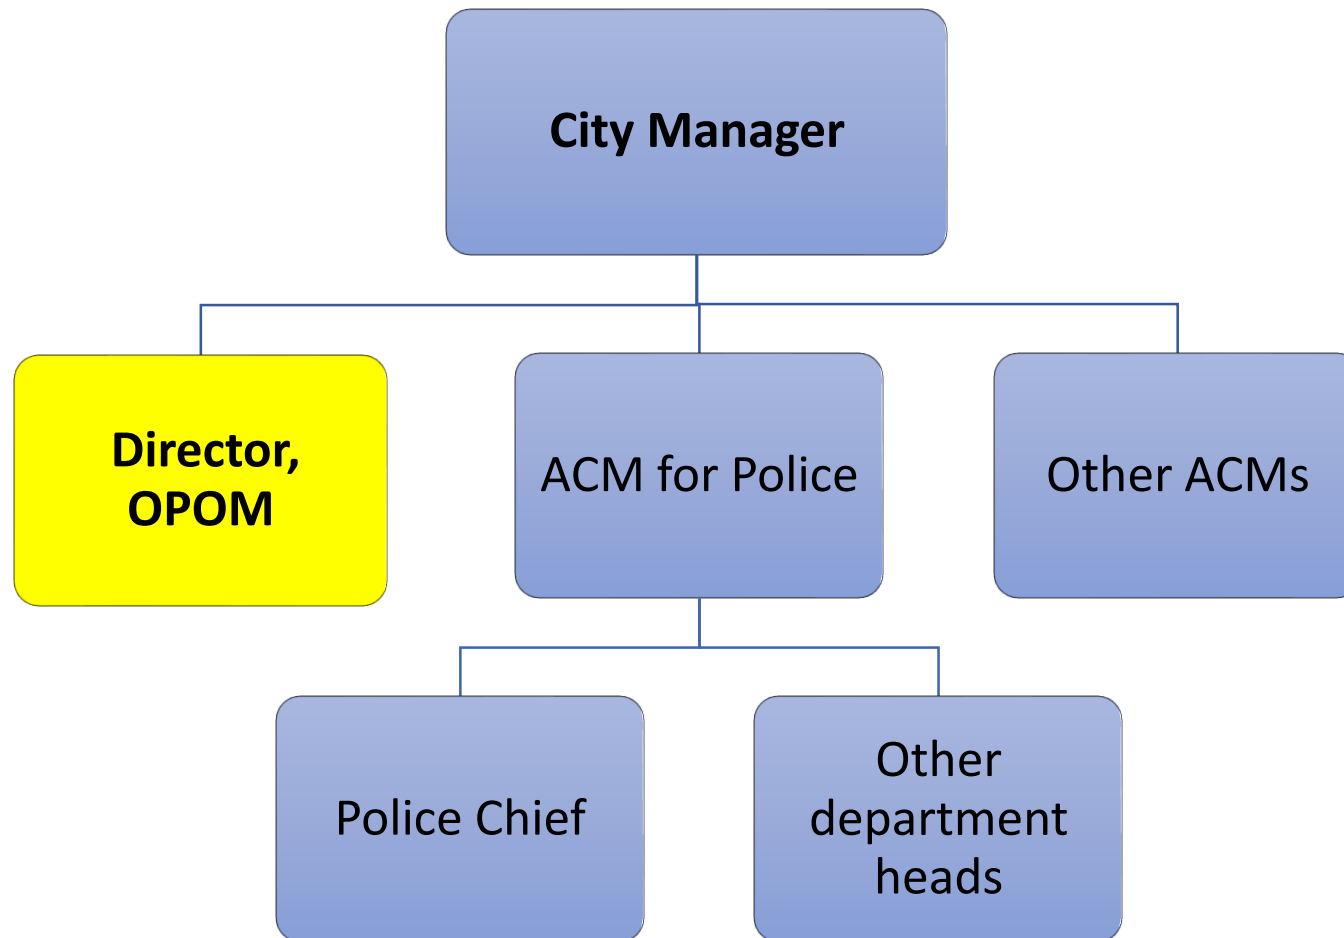 City Manager
Director,
OPOM
ACM for Police
Other ACMs
Police Chief
Other
department
heads